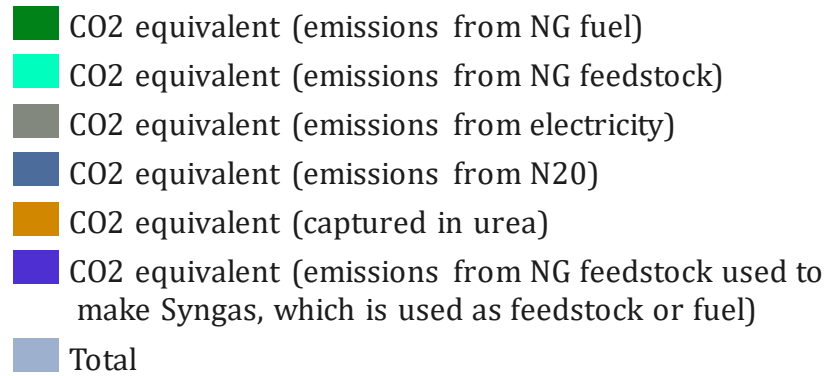 CO2 equivalent (emissions from NG fuel)
CO2 equivalent (emissions from NG feedstock)
CO2 equivalent (emissions from electricity)
CO2 equivalent (emissions from N20)
CO2 equivalent (captured in urea)
CO2 equivalent (emissions from NG feedstock used to
make Syngas, which is used as feedstock or fuel)
Total